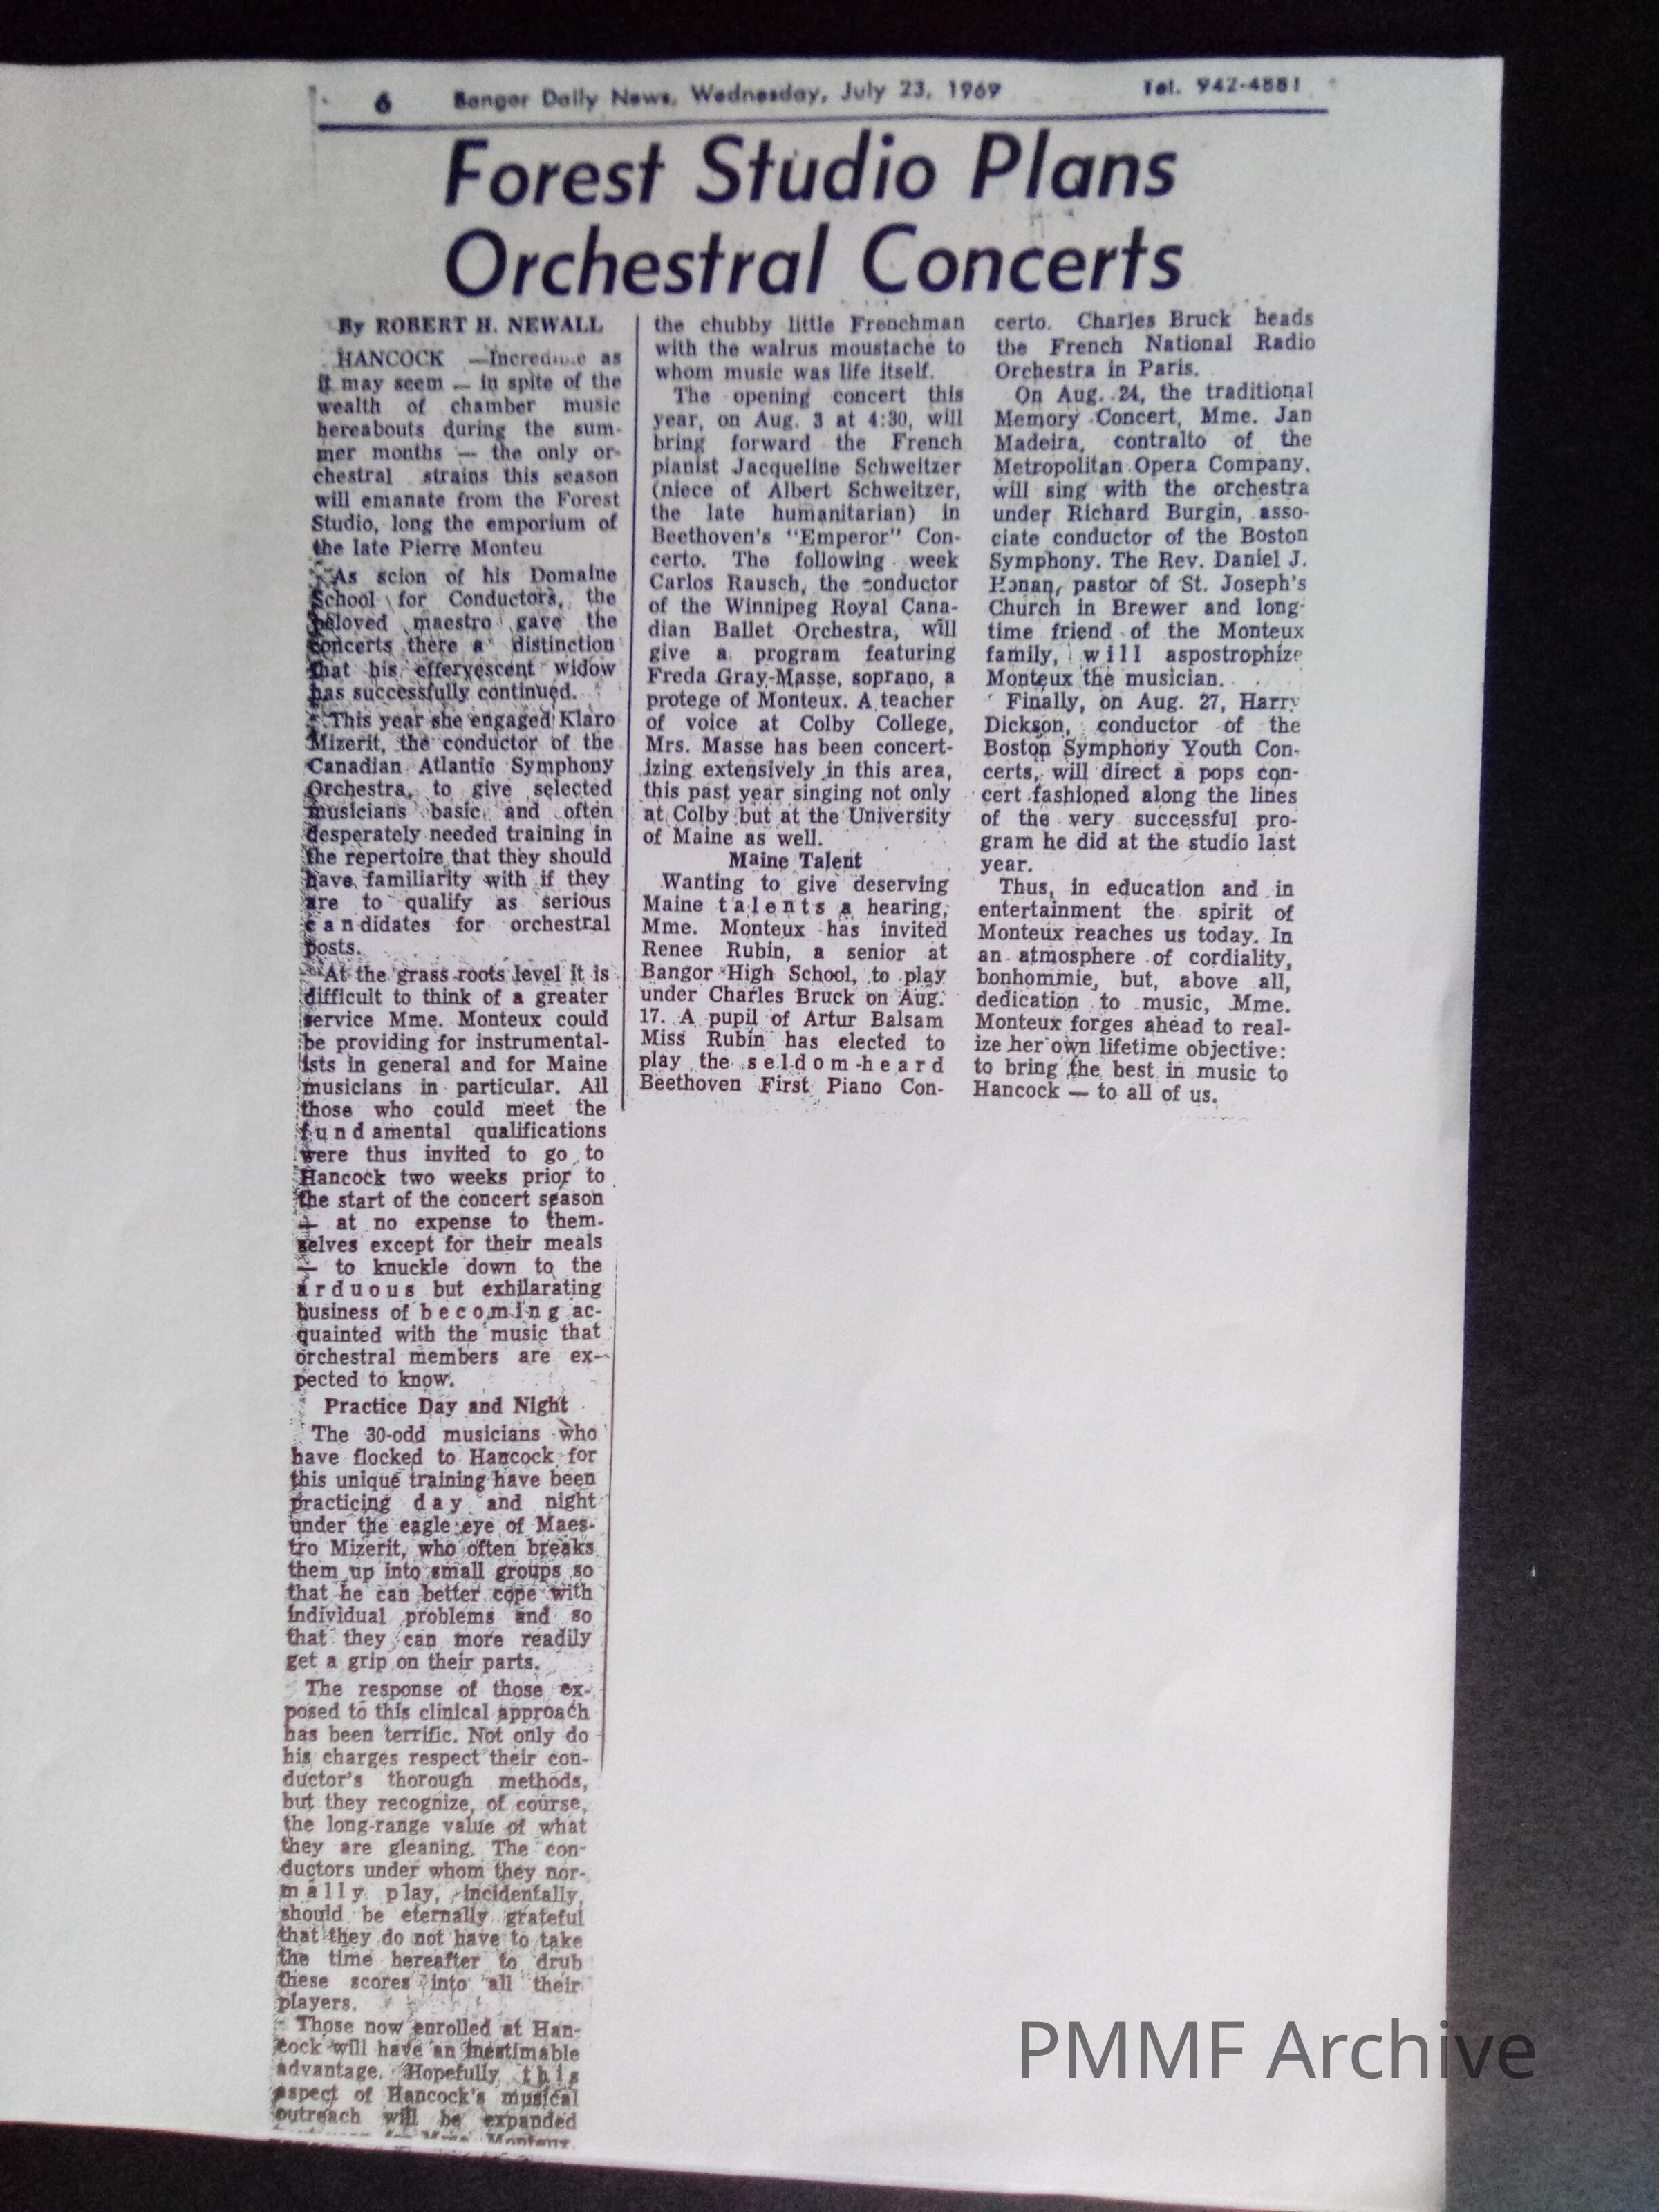 6 Bangor Daily News, Wednesday, July 23, 1969 Tel. 942-4881
Forest Studio Plans
Orchestral Concerts
By ROBERT H. NEWALL
HANCOCK — as
it may seem — in spite of the
wealth of chamber music
hereabouts during the sum-
mer months — the only or-
chestral strains this season
will emanate from the Forest
Studio, long the emporium of
the late Pierre Monteu
As scion of his Domaine
School for Conductors, the
beloved maestro gave the
concerts there a distinction
that his effervescent widow
has successfully continued.
This year she engaged Klaro
Mizerit, the conductor of the
Canadian Atlantic Symphony
Orchestra, to give selected
musicians basic and often
desperately needed training in
the repertoire that they should
have familiarity with if they
are to qualify as serious
candidates for orchestral
posts.
At the grass roots level it is
difficult to think of a greater
service Mme. Monteux could
be providing for instrumental-
ists in general and for Maine
musicians in particular. All
those who could meet the
fundamental qualifications
were thus invited to go to
Hancock two weeks prior to
the start of the concert season
— at no expense to them-
selves except for their meals
— to knuckle down to the
arduous but exhilarating
business of becoming ac-
quainted with the music that
orchestral members are ex-
pected to know.
Practice Day and Night
The 30-odd musicians who
have flocked to Hancock for
this unique training have been
practicing day and night
under the eagle eye of Maes-
tro Mizerit, who often breaks
them up into small groups so
that he can better cope with
individual problems and so
that they can more readily
get a grip on their parts.
The response of those ex-
posed to this clinical approach
has been terrific. Not only do
his charges respect their con-
ductor's thorough methods,
but they recognize, of course,
the long-range value of what
they are gleaning. The con-
ductors under whom they nor-
mally play, incidentally,
should be eternally grateful
that they do not have to take
the time hereafter to drub
these scores into all their
players.
Those now enrolled at Han-
cock will have an inestimable
advantage. Hopefully this
aspect of Hancock's musical
outreach will be expanded
Mme. Monteux,
the chubby little Frenchman
with the walrus moustache to
whom music was life itself.
The opening concert this
year, on Aug. 3 at 4:30, will
bring forward the French
pianist Jacqueline Schweitzer
(niece of Albert Schweitzer,
the late humanitarian) in
Beethoven's "Emperor" Con-
certo. The following week
Carlos Rausch, the conductor
of the Winnipeg Royal Cana-
dian Ballet Orchestra, will
give a program featuring
Freda Gray-Masse, soprano, a
protege of Monteux. A teacher
of voice at Colby College,
Mrs. Masse has been concert-
izing extensively in this area,
this past year singing not only
at Colby but at the University
of Maine as well.
Maine Talent
Wanting to give deserving
Maine talents a hearing,
Mme. Monteux has invited
Renee Rubin, a senior at
Bangor High School, to play
under Charles Bruck on Aug.
17. A pupil of Artur Balsam
Miss Rubin has elected to
play the seldom-heard
Beethoven First Piano Con-
certo. Charles Bruck heads
the French National Radio
Orchestra in Paris.
On Aug. 24, the traditional
Memory Concert, Mme. Jan
Madeira, contralto of the
Metropolitan Opera Company,
will sing with the orchestra
under Richard Burgin, asso-
ciate conductor of the Boston
Symphony. The Rev. Daniel J.
Honan, pastor of St. Joseph's
Church in Brewer and long-
time friend of the Monteux
family, will aspostrophize
Monteux the musician.
Finally, on Aug. 27, Harry
Dickson, conductor of the
Boston Symphony Youth Con-
certs, will direct a pops con-
cert fashioned along the lines
of the very successful pro-
gram he did at the studio last
year.
Thus, in education and in
entertainment the spirit of
Monteux reaches us today. In
an atmosphere of cordiality,
bonhommie, but, above all,
dedication to music, Mme.
Monteux forges ahead to real-
ize her own lifetime objective:
to bring the best in music to
Hancock — to all of us.
PMMF Archive